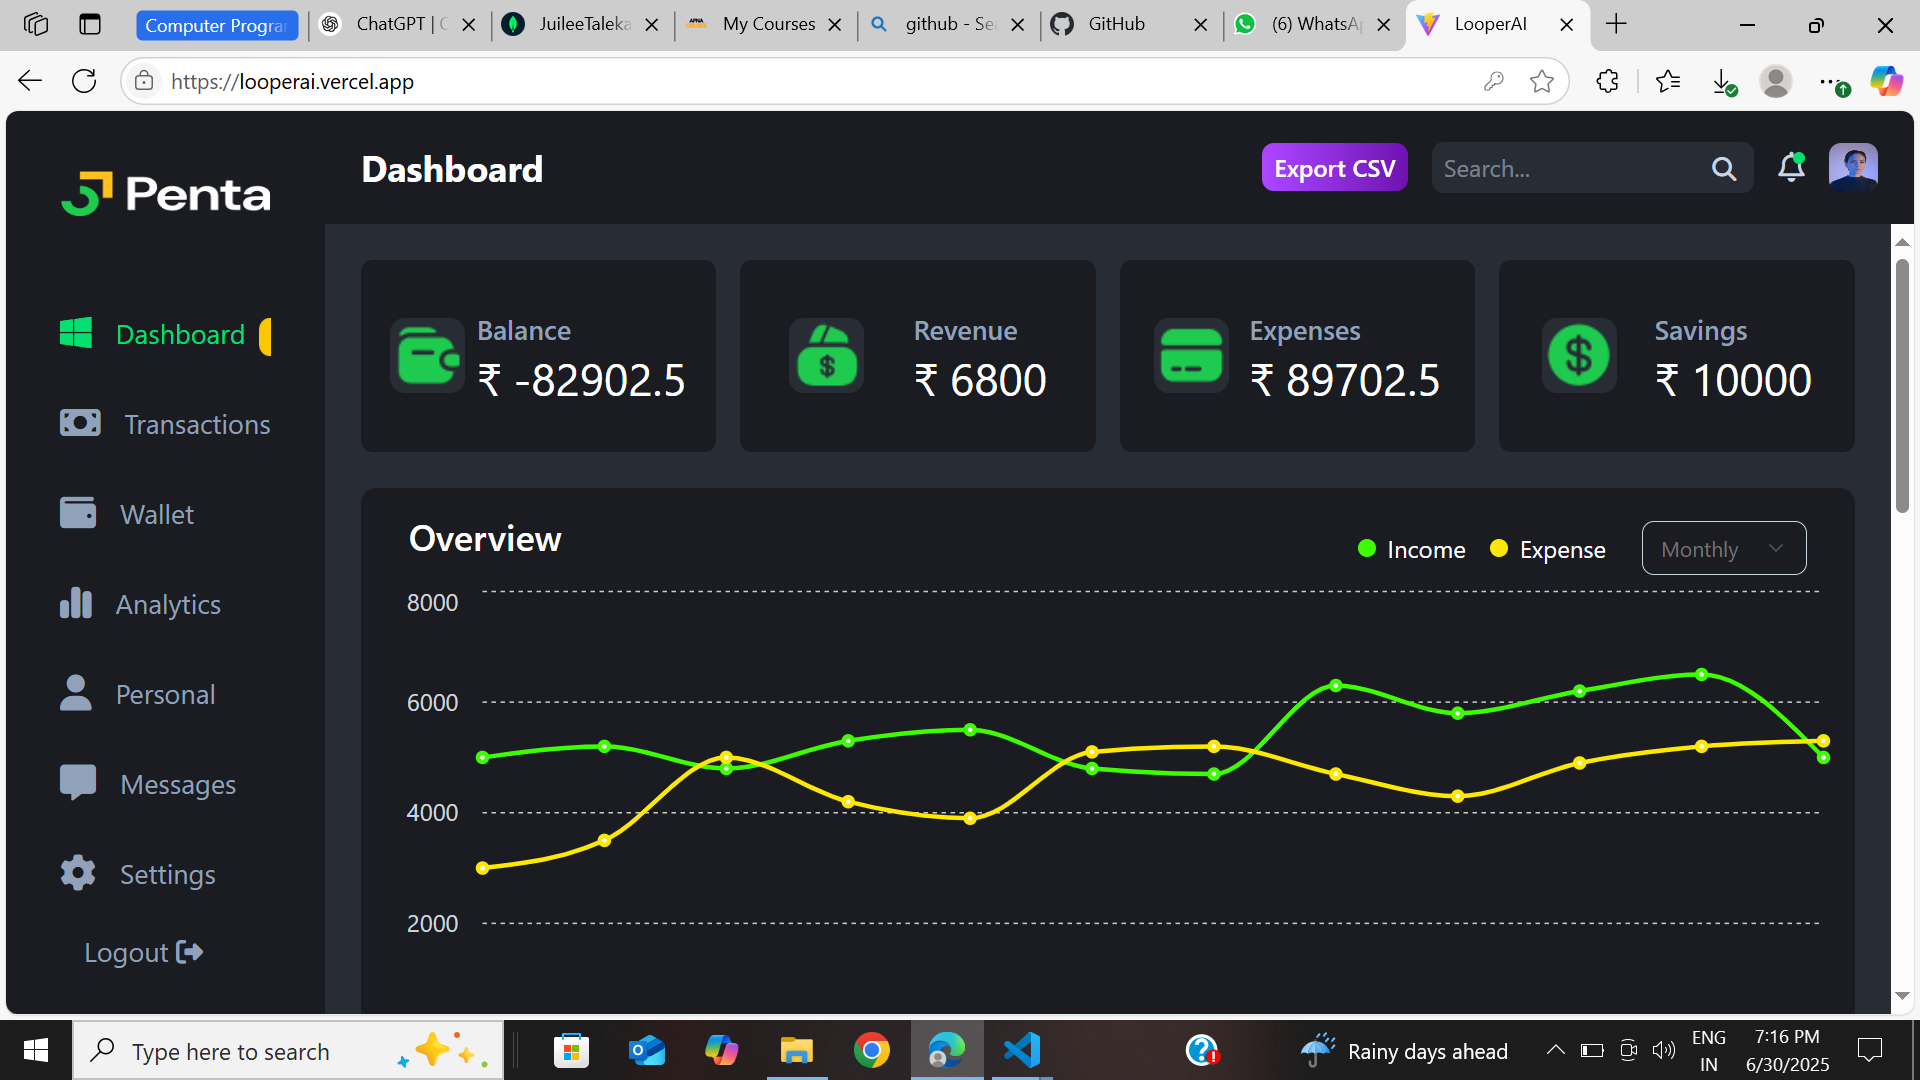 Computer Progra
ChatGPT | 
JuileeTaleka
APNA
My Courses
github - Se
GitHub
(6) WhatsAp
LooperAI
https://looperai.vercel.app
Penta
Dashboard
Export CSV
Search...
Dashboard
Transactions
Wallet
Analytics
Personal
Messages
Settings
Logout
Balance
₹ -82902.5
Revenue
₹ 6800
Expenses
₹ 89702.5
Savings
₹ 10000
Overview
Income
Expense
Monthly
8000
6000
4000
2000
Type here to search
Rainy days ahead
ENG
IN
7:16 PM
6/30/2025